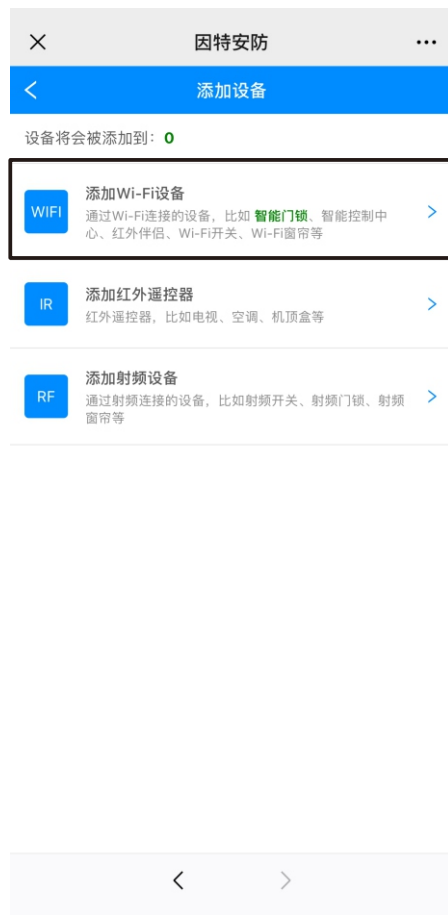 因特安防
添加设备
设备将会被添加到：0
添加Wi-Fi设备
WIFI
通过Wi-Fi连接的设备，比如 智能门锁、智能控制中
心、红外伴侣、Wi-Fi开关、Wi-Fi窗帘等
添加红外遥控器
IR
红外遥控器，比如电视、空调、机顶盒等
添加射频设备
RF
通过射频连接的设备，比如射频开关、射频门锁、射频
窗帘等